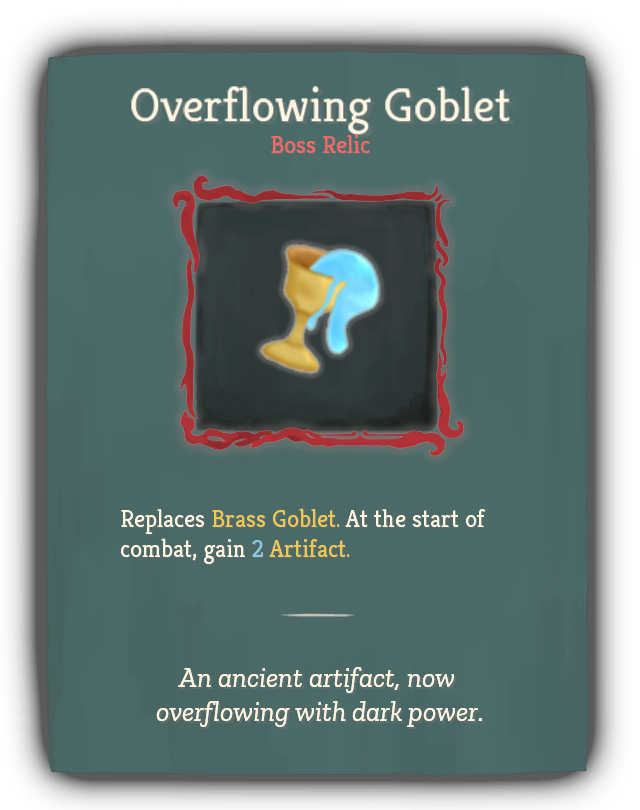 Overflowing Goblet
Boss Relic
Replaces Brass Goblet. At the start of
combat, gain 2 Artifact.
An ancient artifact, now
overflowing with dark power.